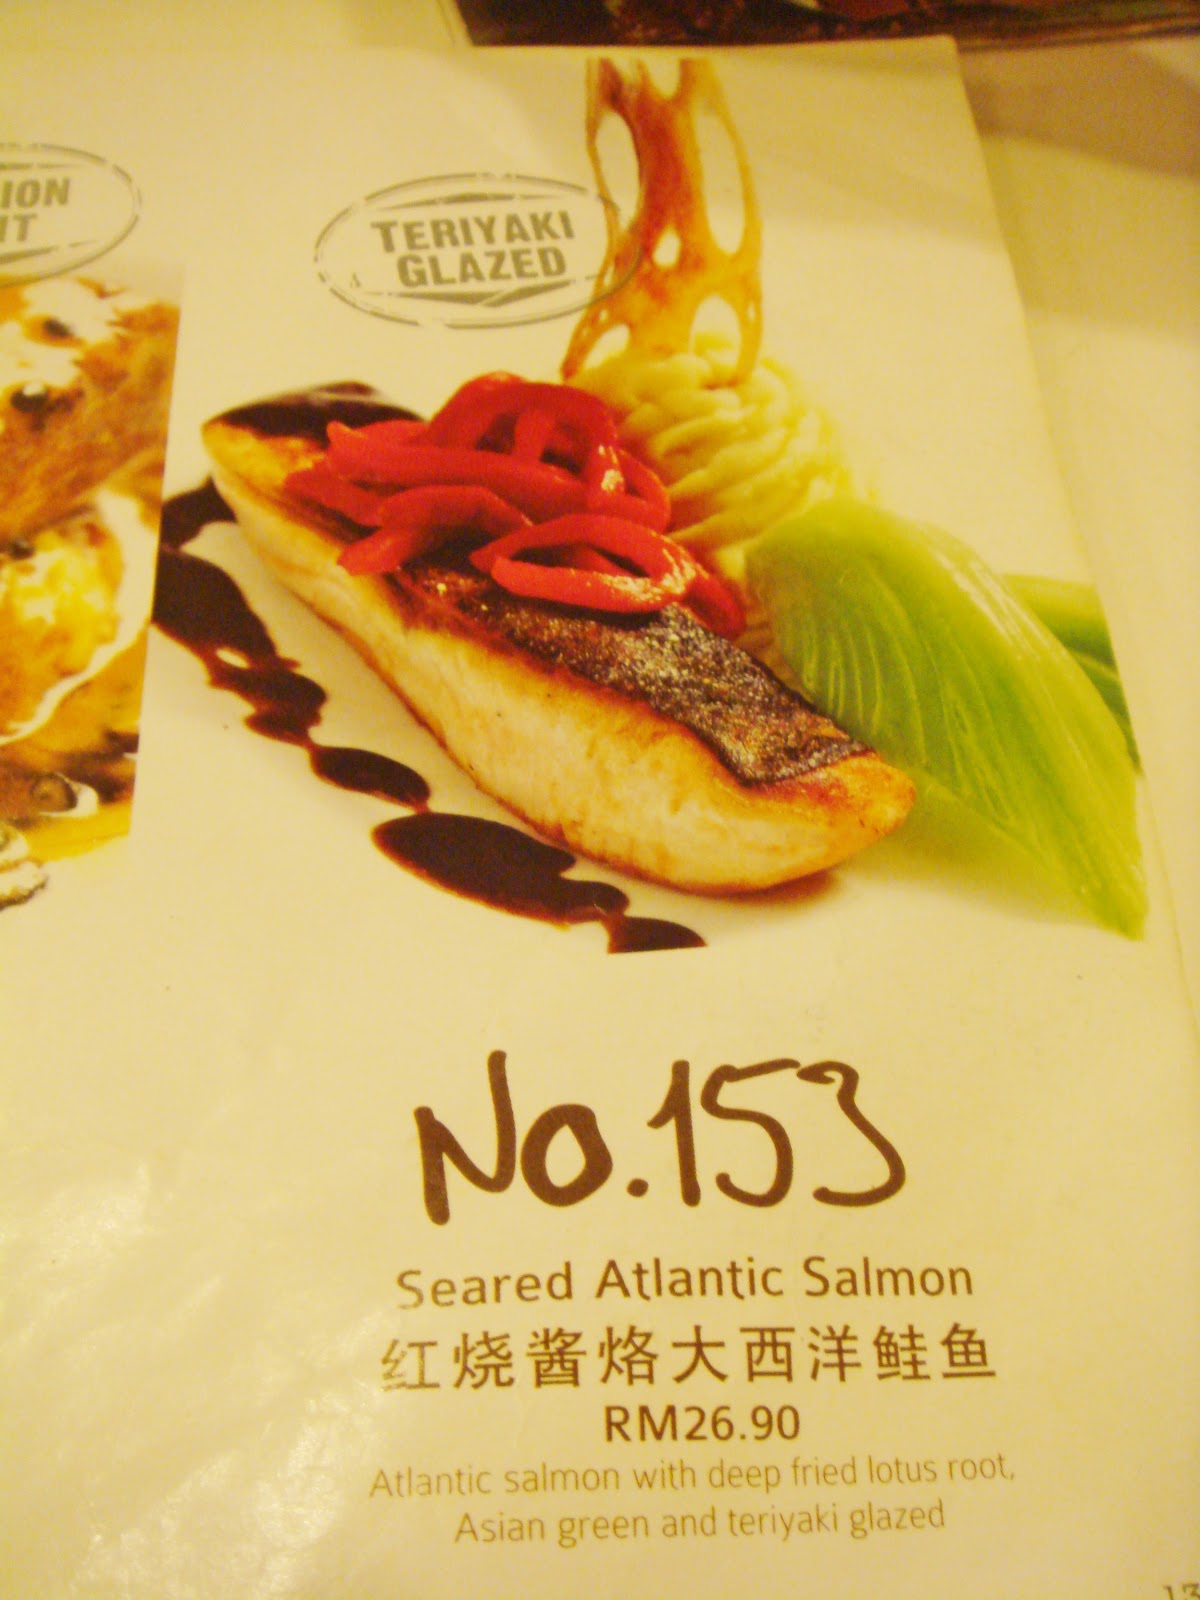 TERIYAKI
GLAZED
No.153
Seared Atlantic Salmon
红烧酱烙大西洋鲑鱼
RM26.90
Atlantic salmon with deep fried lotus root,
Asian green and teriyaki glazed